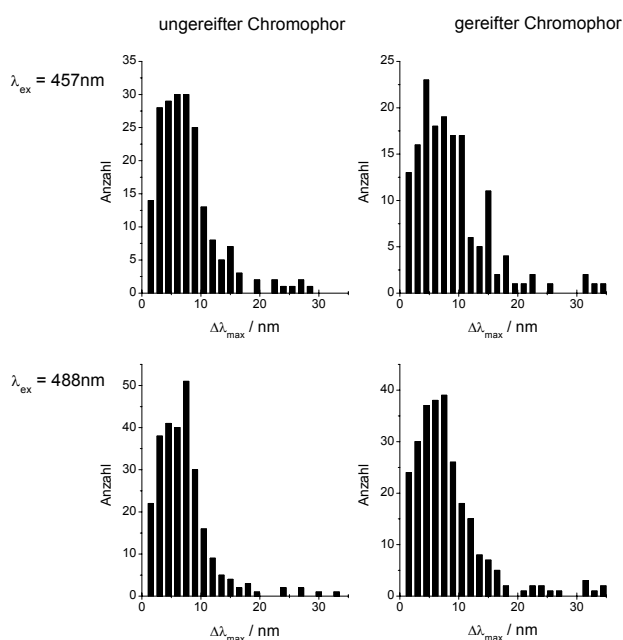 ungereifter Chromophor
gereifter Chromophor
λex = 457nm
Anzahl
35
30
25
20
15
10
5
0
0 10 20 30
Δλmax / nm
Anzahl
25
20
15
10
5
0
0 10 20 30
Δλmax / nm
λex = 488nm
Anzahl
50
40
30
20
10
0
0 10 20 30
Δλmax / nm
Anzahl
40
30
20
10
0
0 10 20 30
Δλmax / nm